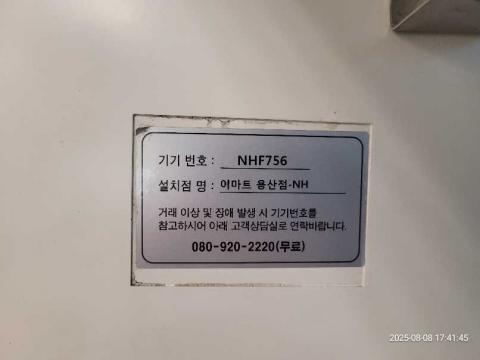 기기 번호 : NHF756
설치점 명 : 이마트 용산점-NH
거래 이상 및 장애 발생 시 기기번호를
참고하시어 아래 고객상담실로 연락바랍니다.
080-920-2220(무료)
2025-08-08 17:41:45